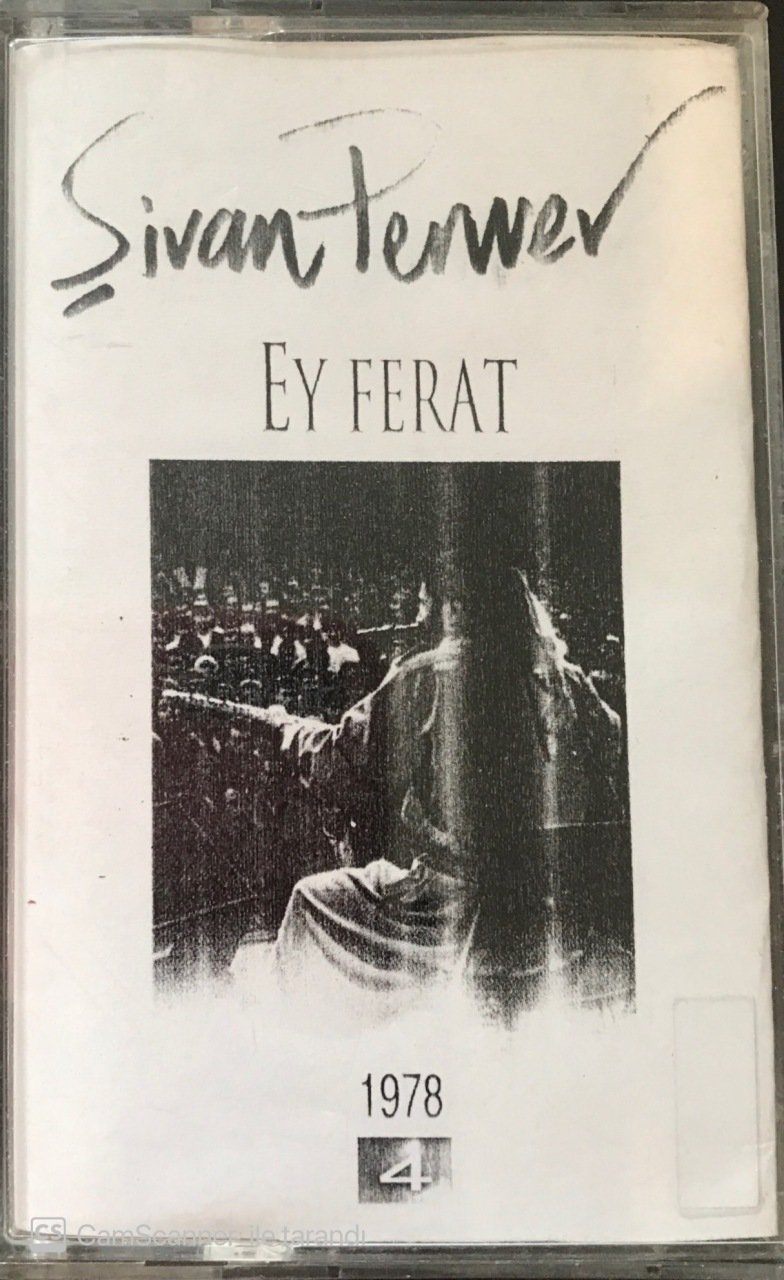 Şivan Perwer
EY FERAT
1978
4
CS CamScanner ile tarandı